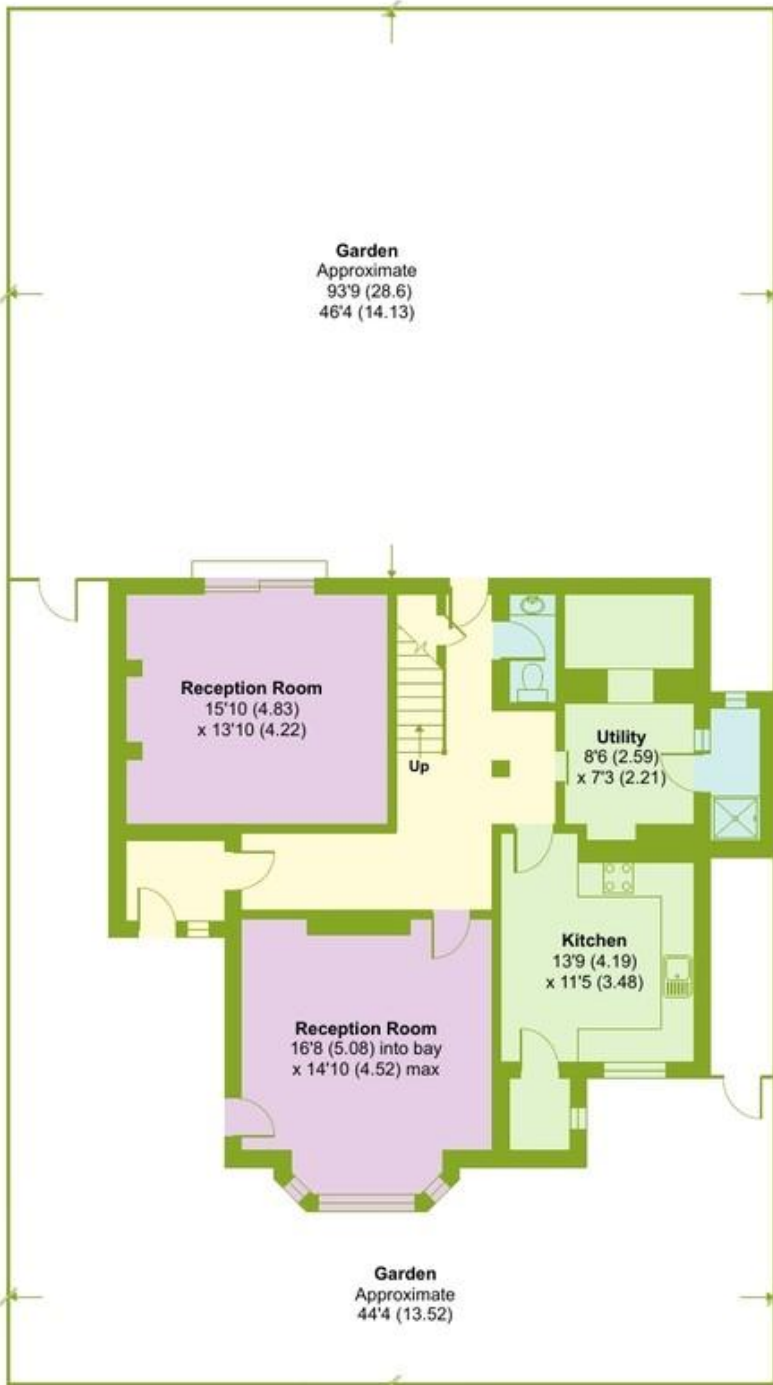 Garden
Approximate
93'9 (28.6)
46'4 (14.13)
Reception Room
15'10 (4.83)
x 13'10 (4.22)
Up
Utility
8'6 (2.59)
x 7'3 (2.21)
Kitchen
13'9 (4.19)
x 11'5 (3.48)
Reception Room
16'8 (5.08) into bay
x 14'10 (4.52) max
Garden
Approximate
44'4 (13.52)